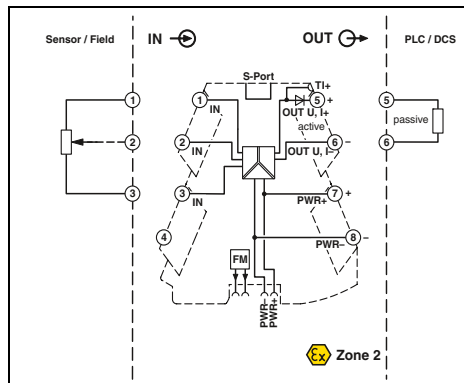 Sensor / Field
IN
OUT
PLC / DCS
S-Port
TI+
1
1
IN
5
+
OUT U, I+
active
5
passive
2
2
IN
6
–
OUT U, I–
6
3
3
IN
7
+
PWR+
4
8
–
PWR–
FM
PWR–
PWR+
Ex
Zone 2